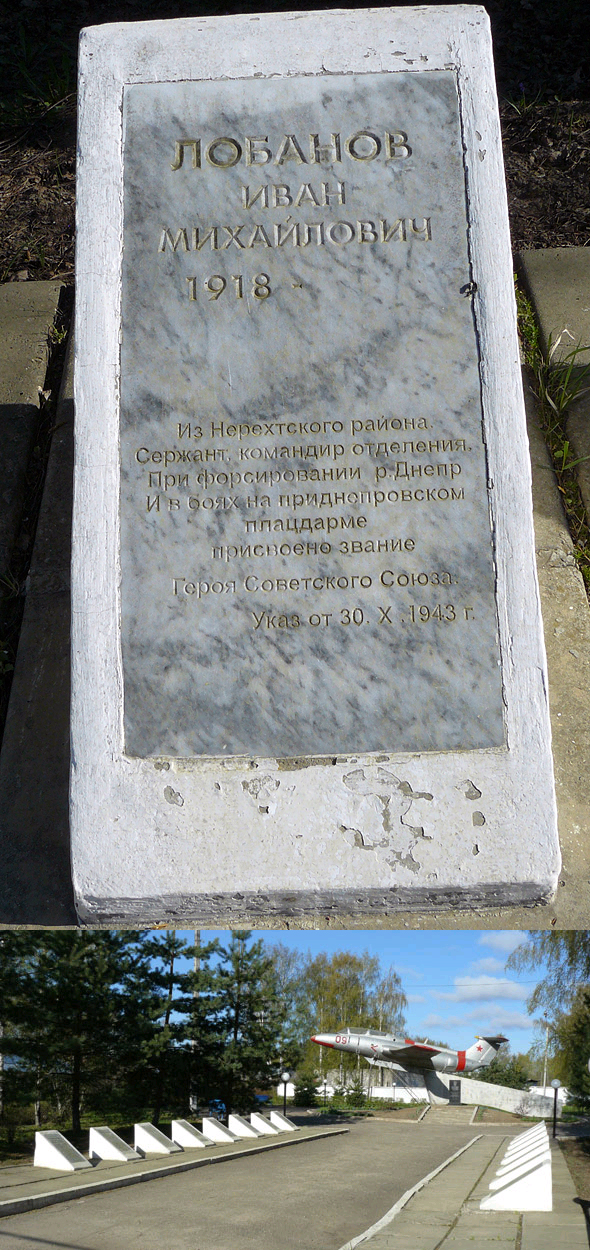 ЛОБАНОВ
ИВАН
МИХАЙЛОВИЧ
1918 -
Из Нерехтского района.
Сержант, командир отделения.
При форсировании р.Днепр
И в боях на приднепровском
плацдарме
присвоено звание
Героя Советского Союза.
Указ от 30. X .1943 г.
091